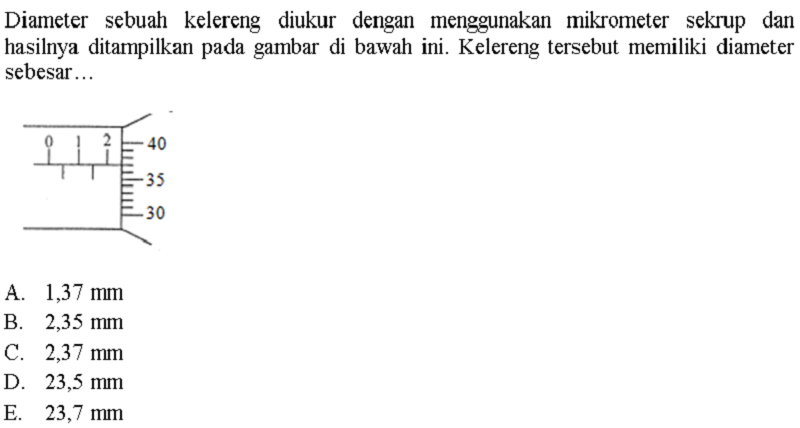 Diameter sebuah kelereng diukur dengan menggunakan mikrometer sekrup dan
hasilnya ditampilkan pada gambar di bawah ini. Kelereng tersebut memiliki diameter
sebesar...
0 1 2 40
35
30
A. 1,37 mm
B. 2,35 mm
C. 2,37 mm
D. 23,5 mm
E. 23,7 mm